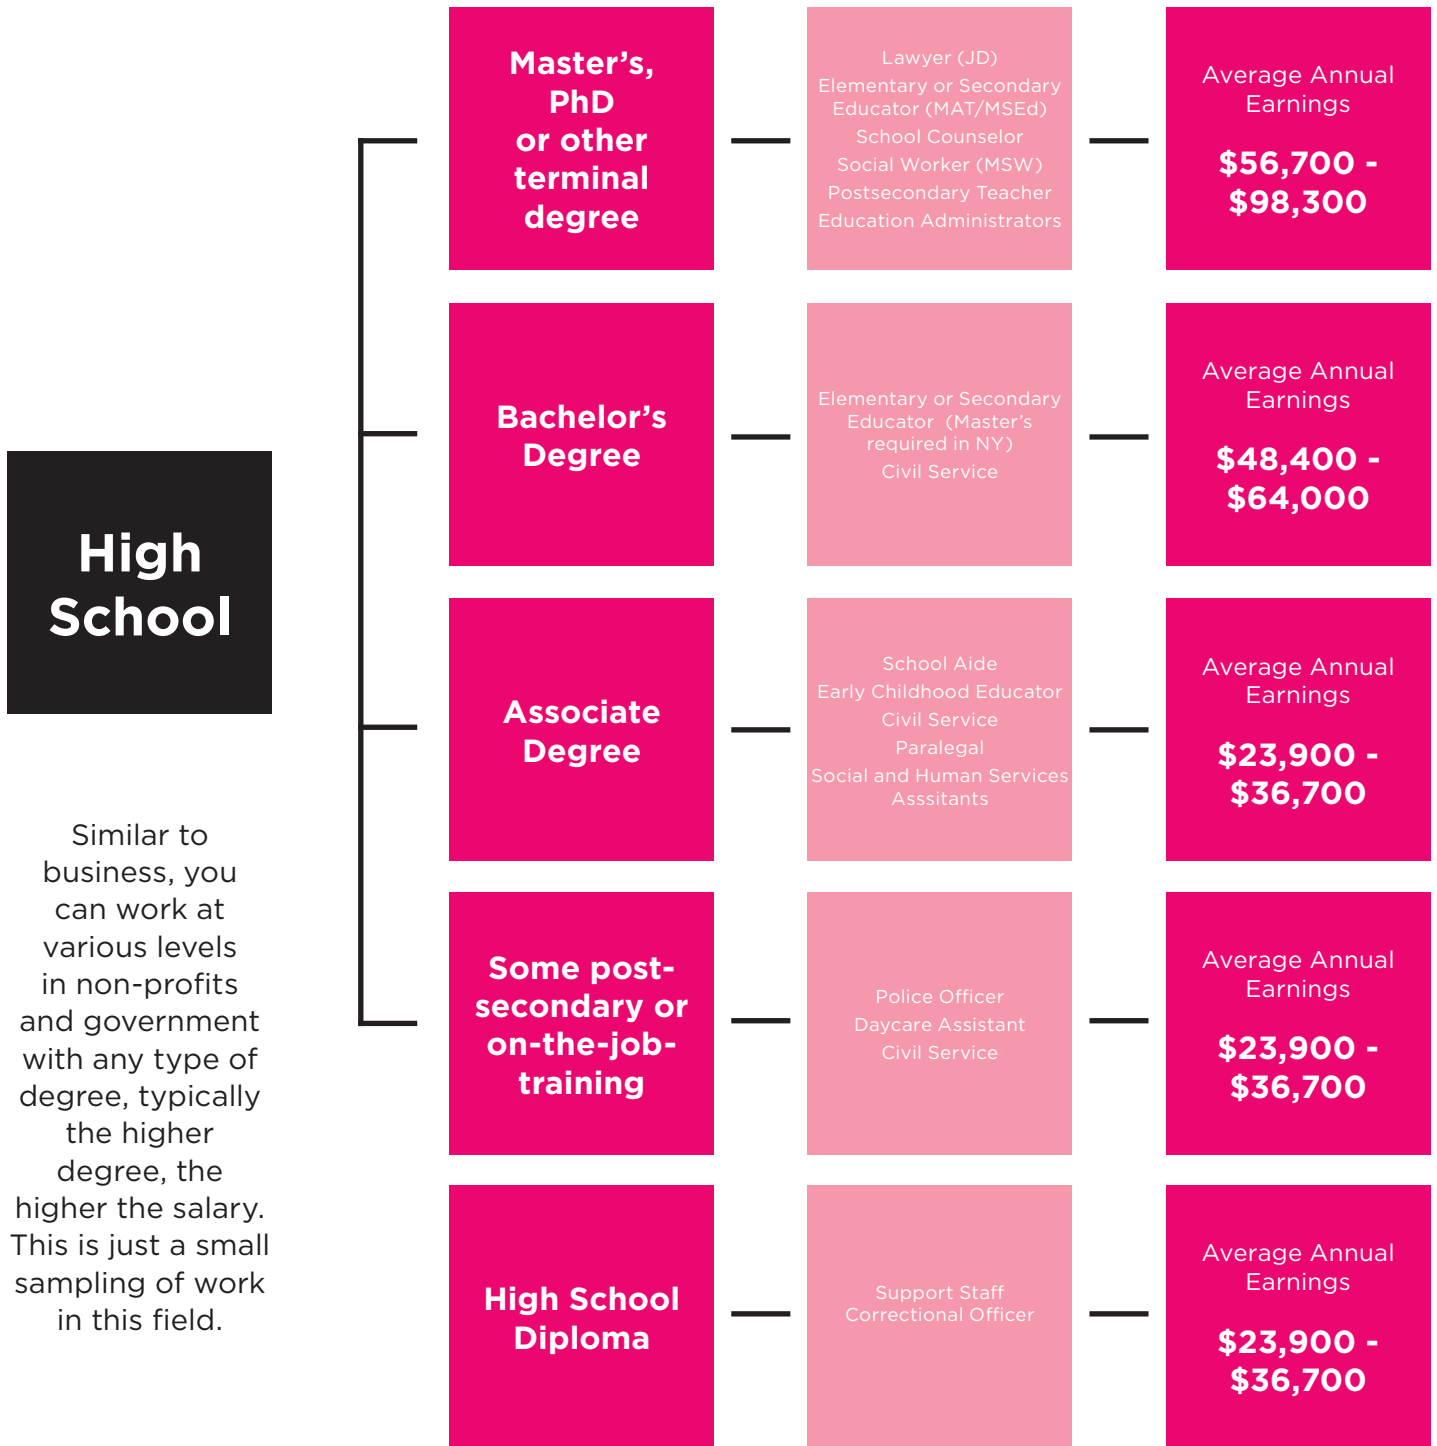 High
School
Similar to
business, you
can work at
various levels
in non-profits
and government
with any type of
degree, typically
the higher
degree, the
higher the salary.
This is just a small
sampling of work
in this field.
Master’s,
PhD
or other
terminal
degree
Lawyer (JD)
Elementary or Secondary
Educator (MAT/MSEd)
School Counselor
Social Worker (MSW)
Postsecondary Teacher
Education Administrators
Average Annual
Earnings
$56,700 -
$98,300
Bachelor’s
Degree
Elementary or Secondary
Educator (Master’s
required in NY)
Civil Service
Average Annual
Earnings
$48,400 -
$64,000
Associate
Degree
School Aide
Early Childhood Educator
Civil Service
Paralegal
Social and Human Services
Asssitants
Average Annual
Earnings
$23,900 -
$36,700
Some post-
secondary or
on-the-job-
training
Police Officer
Daycare Assistant
Civil Service
Average Annual
Earnings
$23,900 -
$36,700
High School
Diploma
Support Staff
Correctional Officer
Average Annual
Earnings
$23,900 -
$36,700